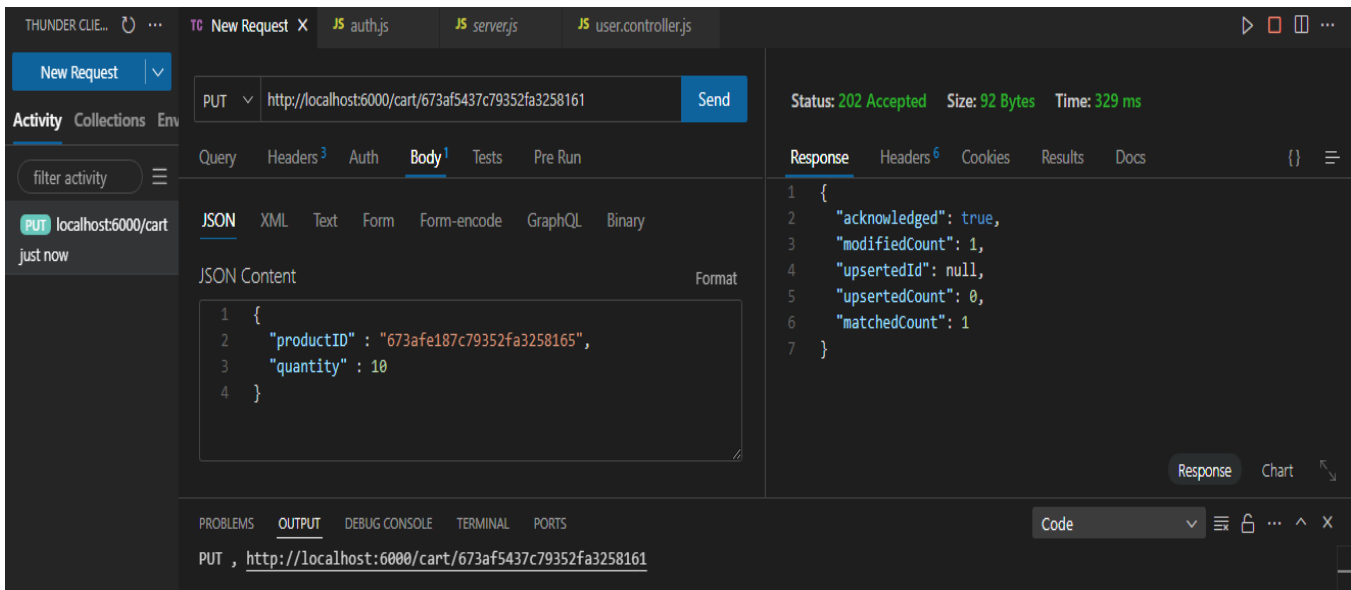 THUNDER CLIE... ...
TC New Request X JS auth.js JS server.js JS user.controller.js ...
New Request
Activity Collections Env
filter activity
PUT localhost:6000/cart
just now
PUT http://localhost:6000/cart/673af5437c79352fa3258161 Send
Query Headers 3 Auth Body 1 Tests Pre Run
JSON XML Text Form Form-encode GraphQL Binary
JSON Content Format
1 {
2 "productID" : "673afe187c79352fa3258165",
3 "quantity" : 10
4 }
Status: 202 Accepted Size: 92 Bytes Time: 329 ms
Response Headers 6 Cookies Results Docs {}
1 {
2 "acknowledged": true,
3 "modifiedCount": 1,
4 "upsertedId": null,
5 "upsertedCount": 0,
6 "matchedCount": 1
7 }
Response Chart
PROBLEMS OUTPUT DEBUG CONSOLE TERMINAL PORTS Code ... X
PUT , http://localhost:6000/cart/673af5437c79352fa3258161